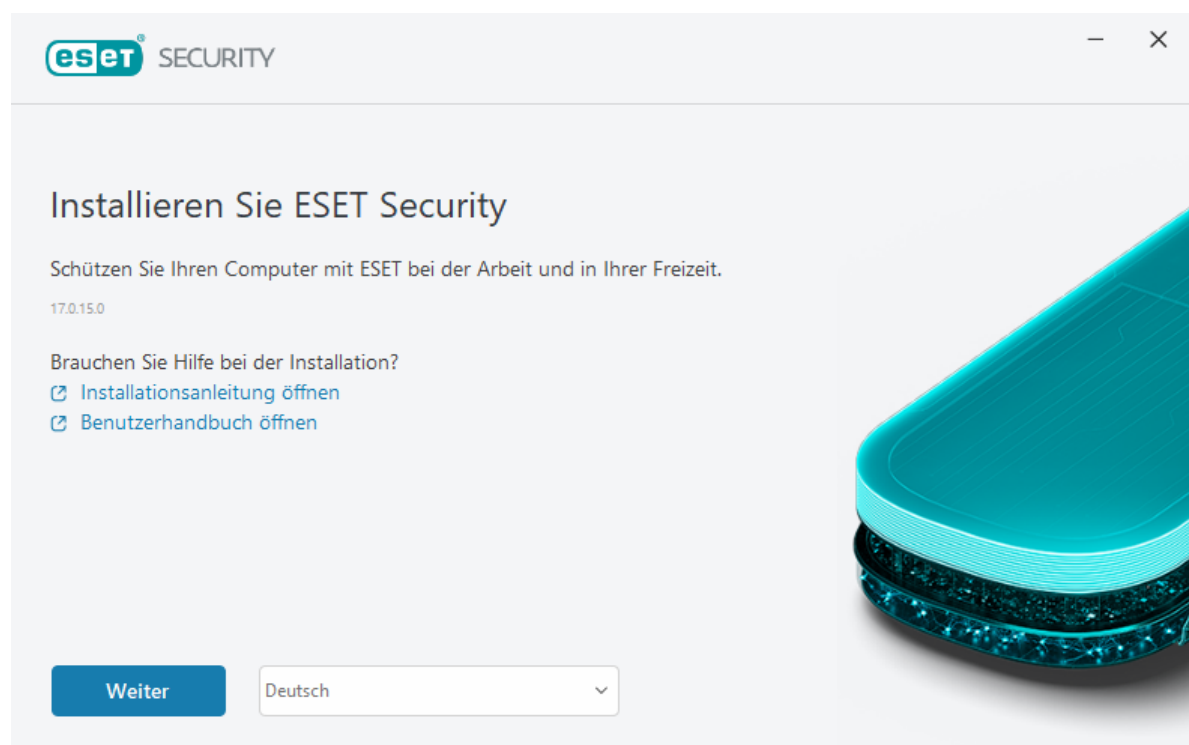 eset® SECURITY
Installieren Sie ESET Security
Schützen Sie Ihren Computer mit ESET bei der Arbeit und in Ihrer Freizeit.
17.0.15.0
Brauchen Sie Hilfe bei der Installation?
Installationsanleitung öffnen
Benutzerhandbuch öffnen
Weiter
Deutsch